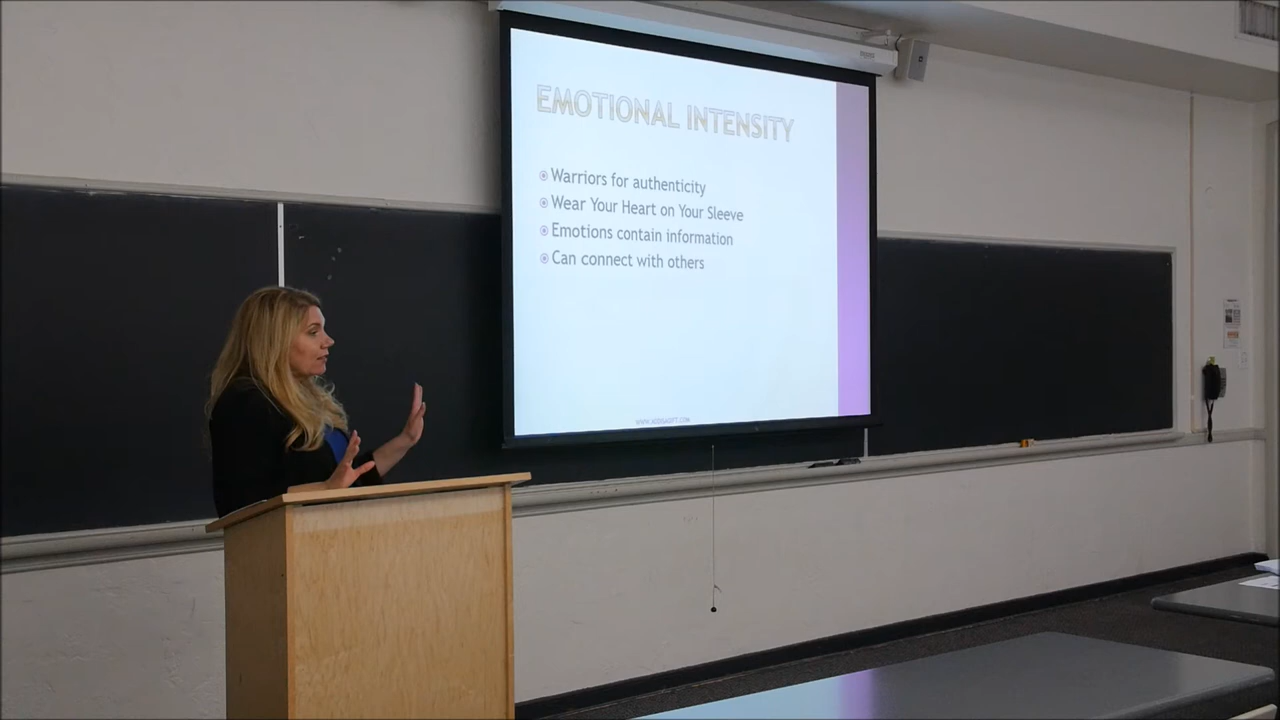 EMOTIONAL INTENSITY
Warriors for authenticity
Wear Your Heart on Your Sleeve
Emotions contain information
Can connect with others